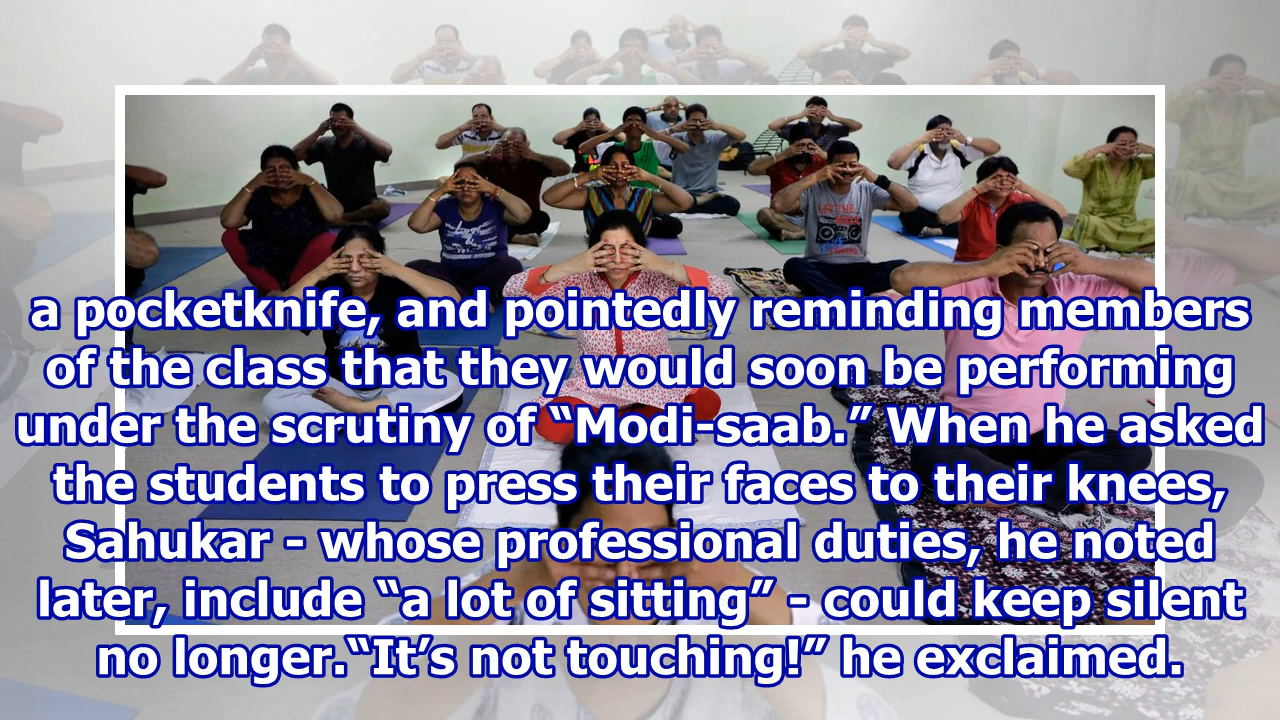 a pocketknife, and pointedly reminding members
of the class that they would soon be performing
under the scrutiny of “Modi-saab.” When he asked
the students to press their faces to their knees,
Sahukar - whose professional duties, he noted
later, include “a lot of sitting” - could keep silent
no longer.“It’s not touching!” he exclaimed.